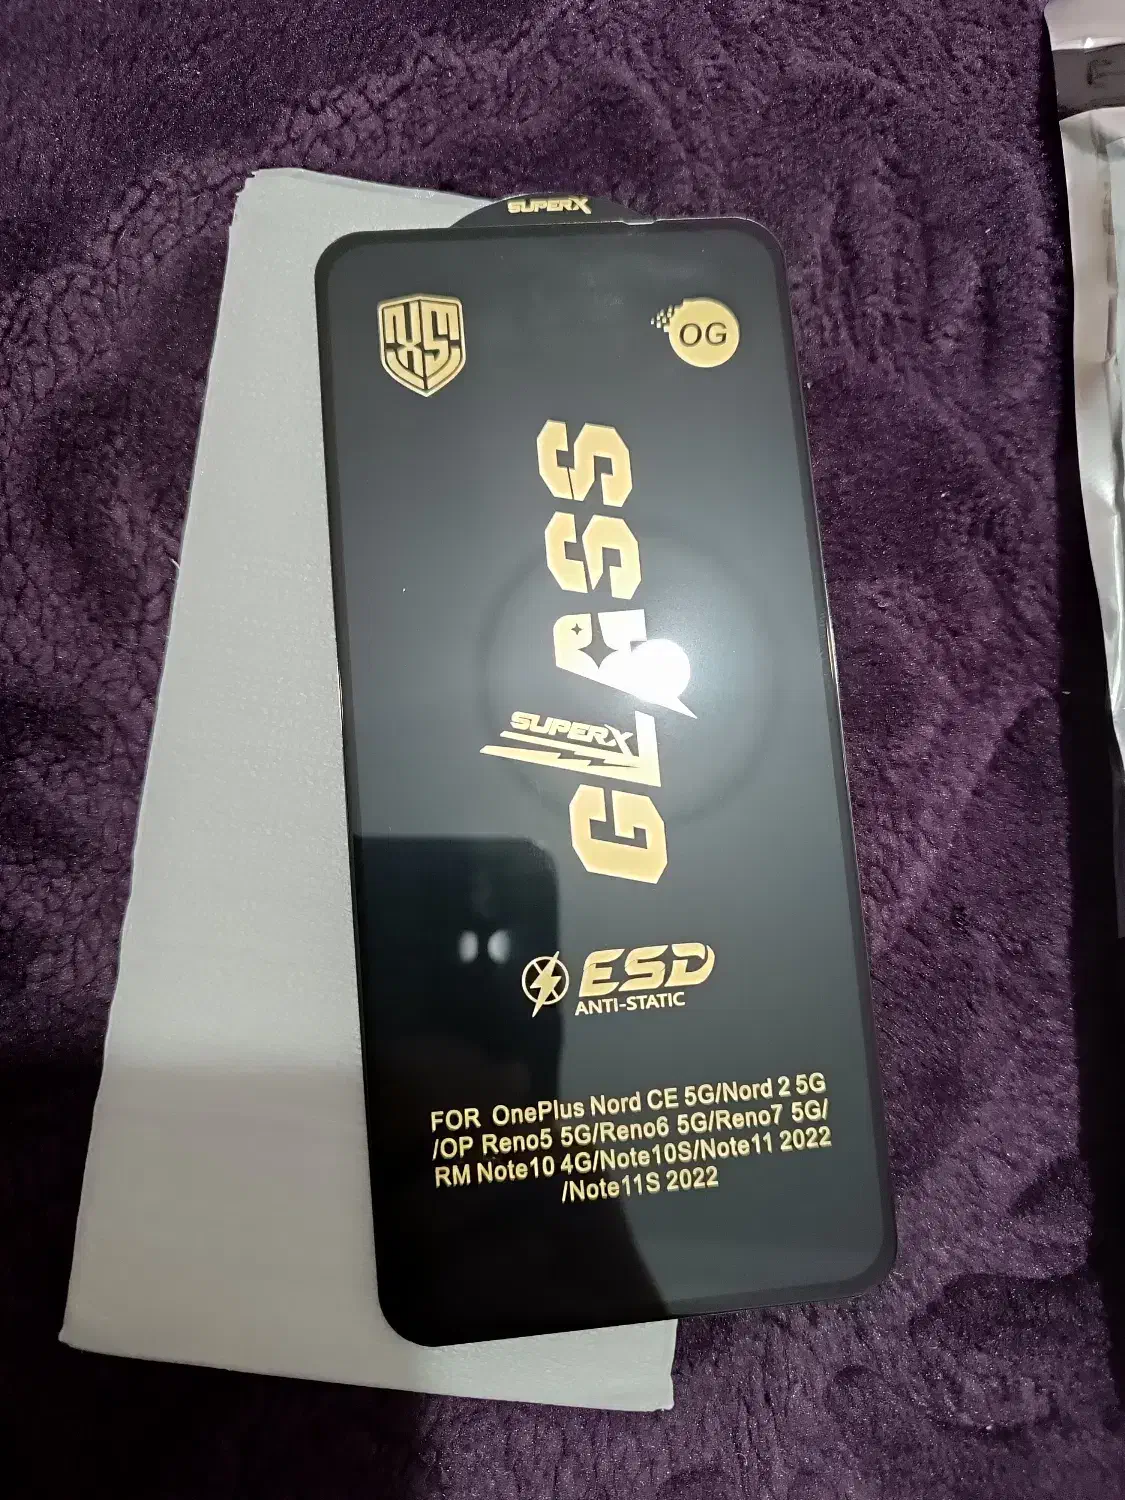 SUPERX
XS
OG
GLASS
SUPERX
ESD
ANTI-STATIC
FOR OnePlus Nord CE 5G/Nord 2 5G
/OP Reno5 5G/Reno6 5G/Reno7 5G/
RM Note10 4G/Note10S/Note11 2022
/Note11S 2022